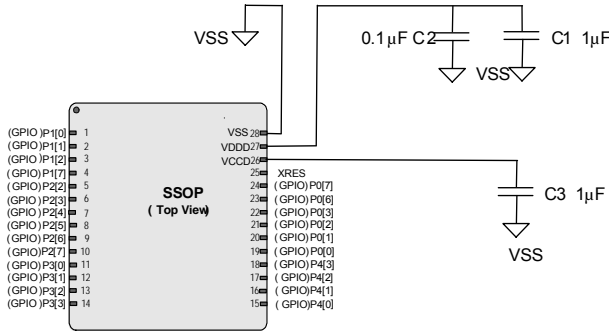 VSS
0.1µF C2
C1 1µF
VSS
(GPIO)P1[0] 1
(GPIO)P1[1] 2
(GPIO)P1[2] 3
(GPIO)P1[7] 4
(GPIO)P2[2] 5
(GPIO)P2[3] 6
(GPIO)P2[4] 7
(GPIO)P2[5] 8
(GPIO)P2[6] 9
(GPIO)P2[7] 10
(GPIO)P3[0] 11
(GPIO)P3[1] 12
(GPIO)P3[2] 13
(GPIO)P3[3] 14
SSOP
(Top View)
VSS 28
VDDD 27
VCCD 26
25 XRES
24 (GPIO)P0[7]
23 (GPIO)P0[6]
22 (GPIO)P0[3]
21 (GPIO)P0[2]
20 (GPIO)P0[1]
19 (GPIO)P0[0]
18 (GPIO)P4[3]
17 (GPIO)P4[2]
16 (GPIO)P4[1]
15 (GPIO)P4[0]
C3 1µF
VSS